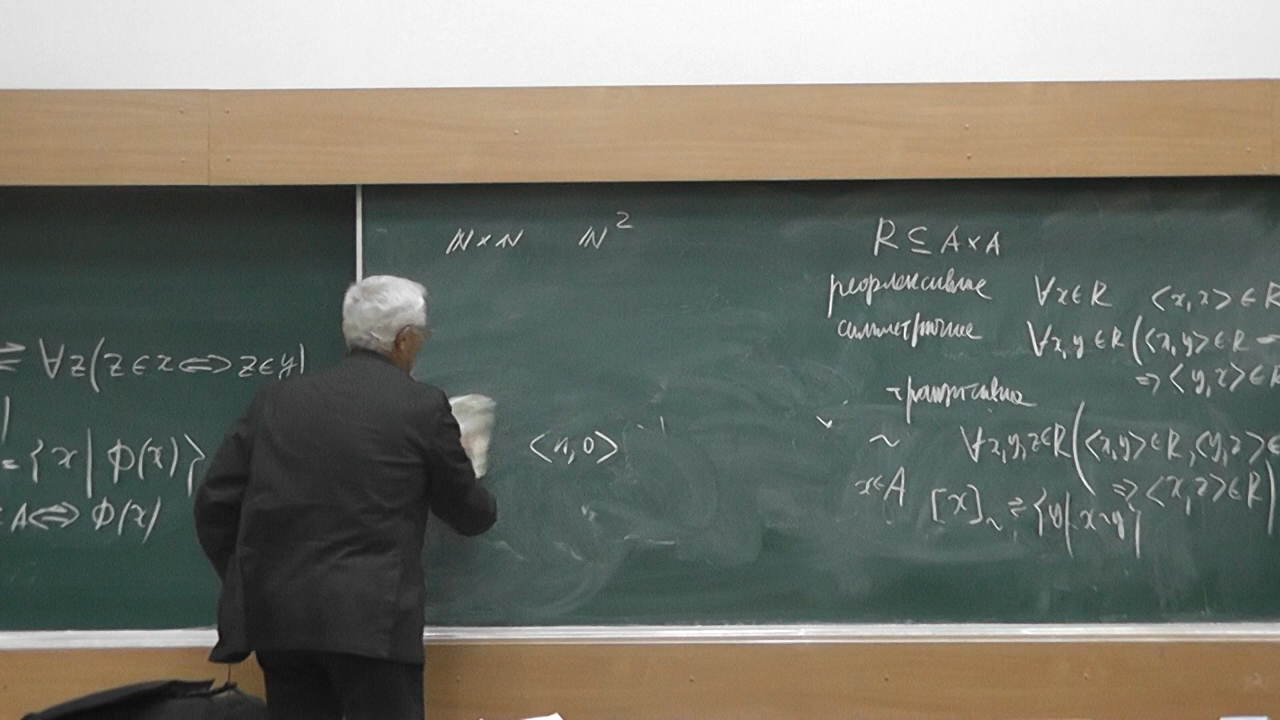 ⇌ ∀z(z∈x⇔z∈y)
={x|Φ(x)}
A⇔Φ(x)
ℕ×ℕ ℕ²
<n,0>
R⊆A×A
рефлексивные ∀x∈R <x,x>∈R
симметричные ∀x,y∈R(<x,y>∈R
⇒<y,x>∈R
транзитивные
~ ∀x,y,z∈R(<x,y>∈R,<y,z>∈
⇒<x,z>∈R)
x∈A [x]~ ⇌ {y|x~y}